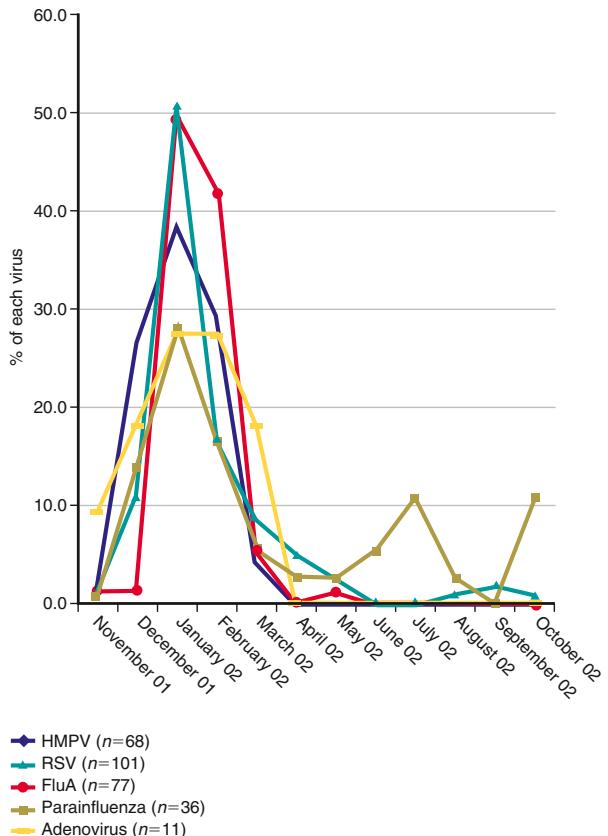 60.0
50.0
40.0
30.0
20.0
10.0
0.0
% of each virus
November 01
December 01
January 02
February 02
March 02
April 02
May 02
June 02
July 02
August 02
September 02
October 02
HMPV (n=68)
RSV (n=101)
FluA (n=77)
Parainfluenza (n=36)
Adenovirus (n=11)